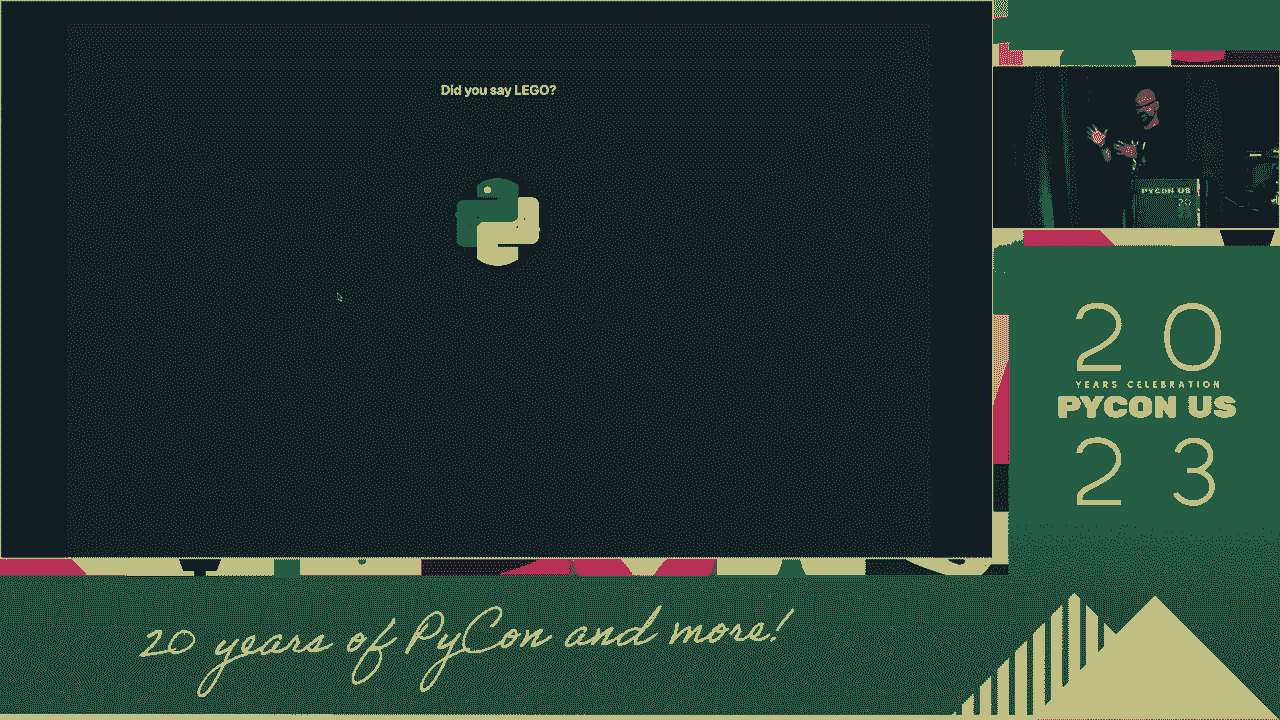 Did you say LEGO?
PYCON US
20
20
YEARS CELEBRATION
PYCON US
23
20 years of PyCon and more!